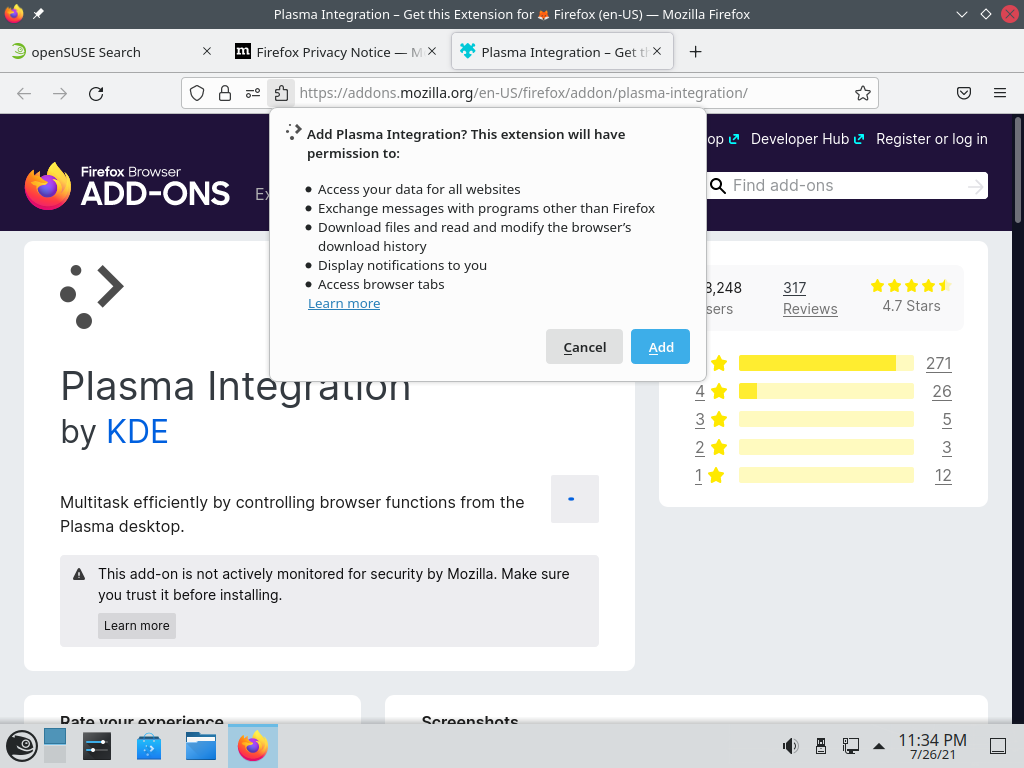 Plasma Integration – Get this Extension for 🦊 Firefox (en-US) — Mozilla Firefox
openSUSE Search
Firefox Privacy Notice — M
Plasma Integration – Get t
https://addons.mozilla.org/en-US/firefox/addon/plasma-integration/
Add Plasma Integration? This extension will have
permission to:
• Access your data for all websites
• Exchange messages with programs other than Firefox
• Download files and read and modify the browser's
download history
• Display notifications to you
• Access browser tabs
Learn more
Cancel
Add
Developer Hub
Register or log in
Firefox Browser
ADD-ONS
Find add-ons
Plasma Integration
by KDE
Multitask efficiently by controlling browser functions from the
Plasma desktop.
This add-on is not actively monitored for security by Mozilla. Make sure
you trust it before installing.
Learn more
8,248
317
Reviews
4.7 Stars
271
4 26
3 5
2 3
1 12
Rate your experience
Screenshots
11:34 PM
7/26/21